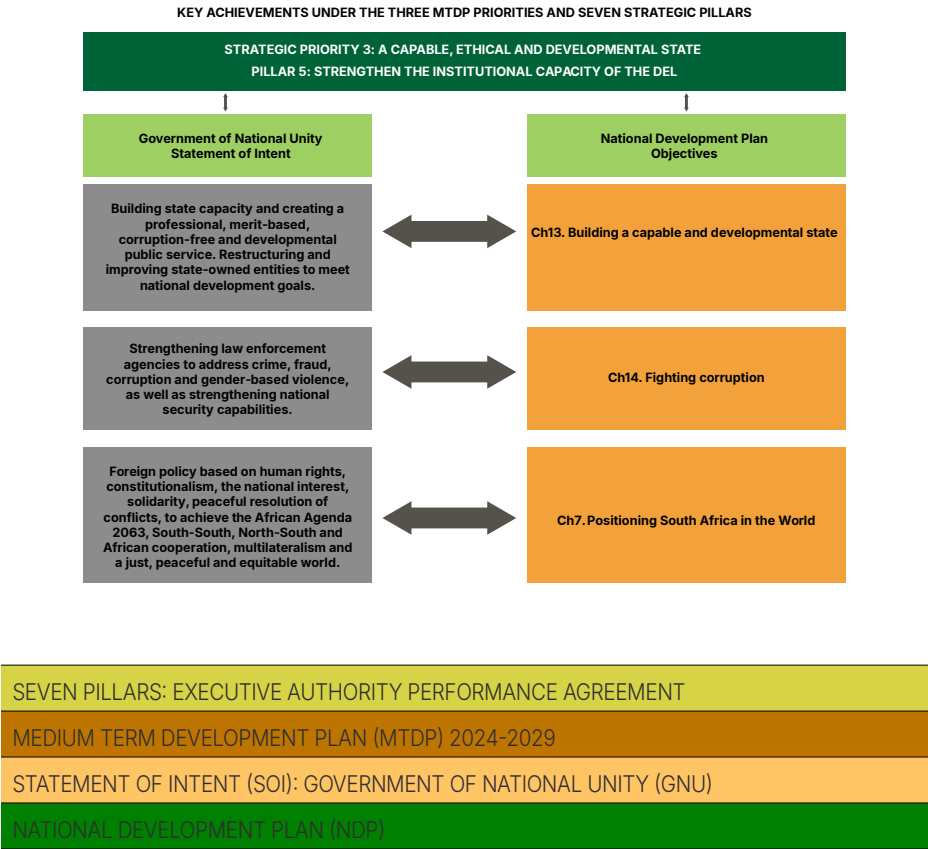 KEY ACHIEVEMENTS UNDER THE THREE MTDP PRIORITIES AND SEVEN STRATEGIC PILLARS
STRATEGIC PRIORITY 3: A CAPABLE, ETHICAL AND DEVELOPMENTAL STATE
PILLAR 5: STRENGTHEN THE INSTITUTIONAL CAPACITY OF THE DEL
Government of National Unity
Statement of Intent
National Development Plan
Objectives
Building state capacity and creating a
professional, merit-based,
corruption-free and developmental
public service. Restructuring and
improving state-owned entities to meet
national development goals.
Ch13. Building a capable and developmental state
Strengthening law enforcement
agencies to address crime, fraud,
corruption and gender-based violence,
as well as strengthening national
security capabilities.
Ch14. Fighting corruption
Foreign policy based on human rights,
constitutionalism, the national interest,
solidarity, peaceful resolution of
conflicts, to achieve the African Agenda
2063, South-South, North-South and
African cooperation, multilateralism and
a just, peaceful and equitable world.
Ch7. Positioning South Africa in the World
SEVEN PILLARS: EXECUTIVE AUTHORITY PERFORMANCE AGREEMENT
MEDIUM TERM DEVELOPMENT PLAN (MTDP) 2024-2029
STATEMENT OF INTENT (SOI): GOVERNMENT OF NATIONAL UNITY (GNU)
NATIONAL DEVELOPMENT PLAN (NDP)